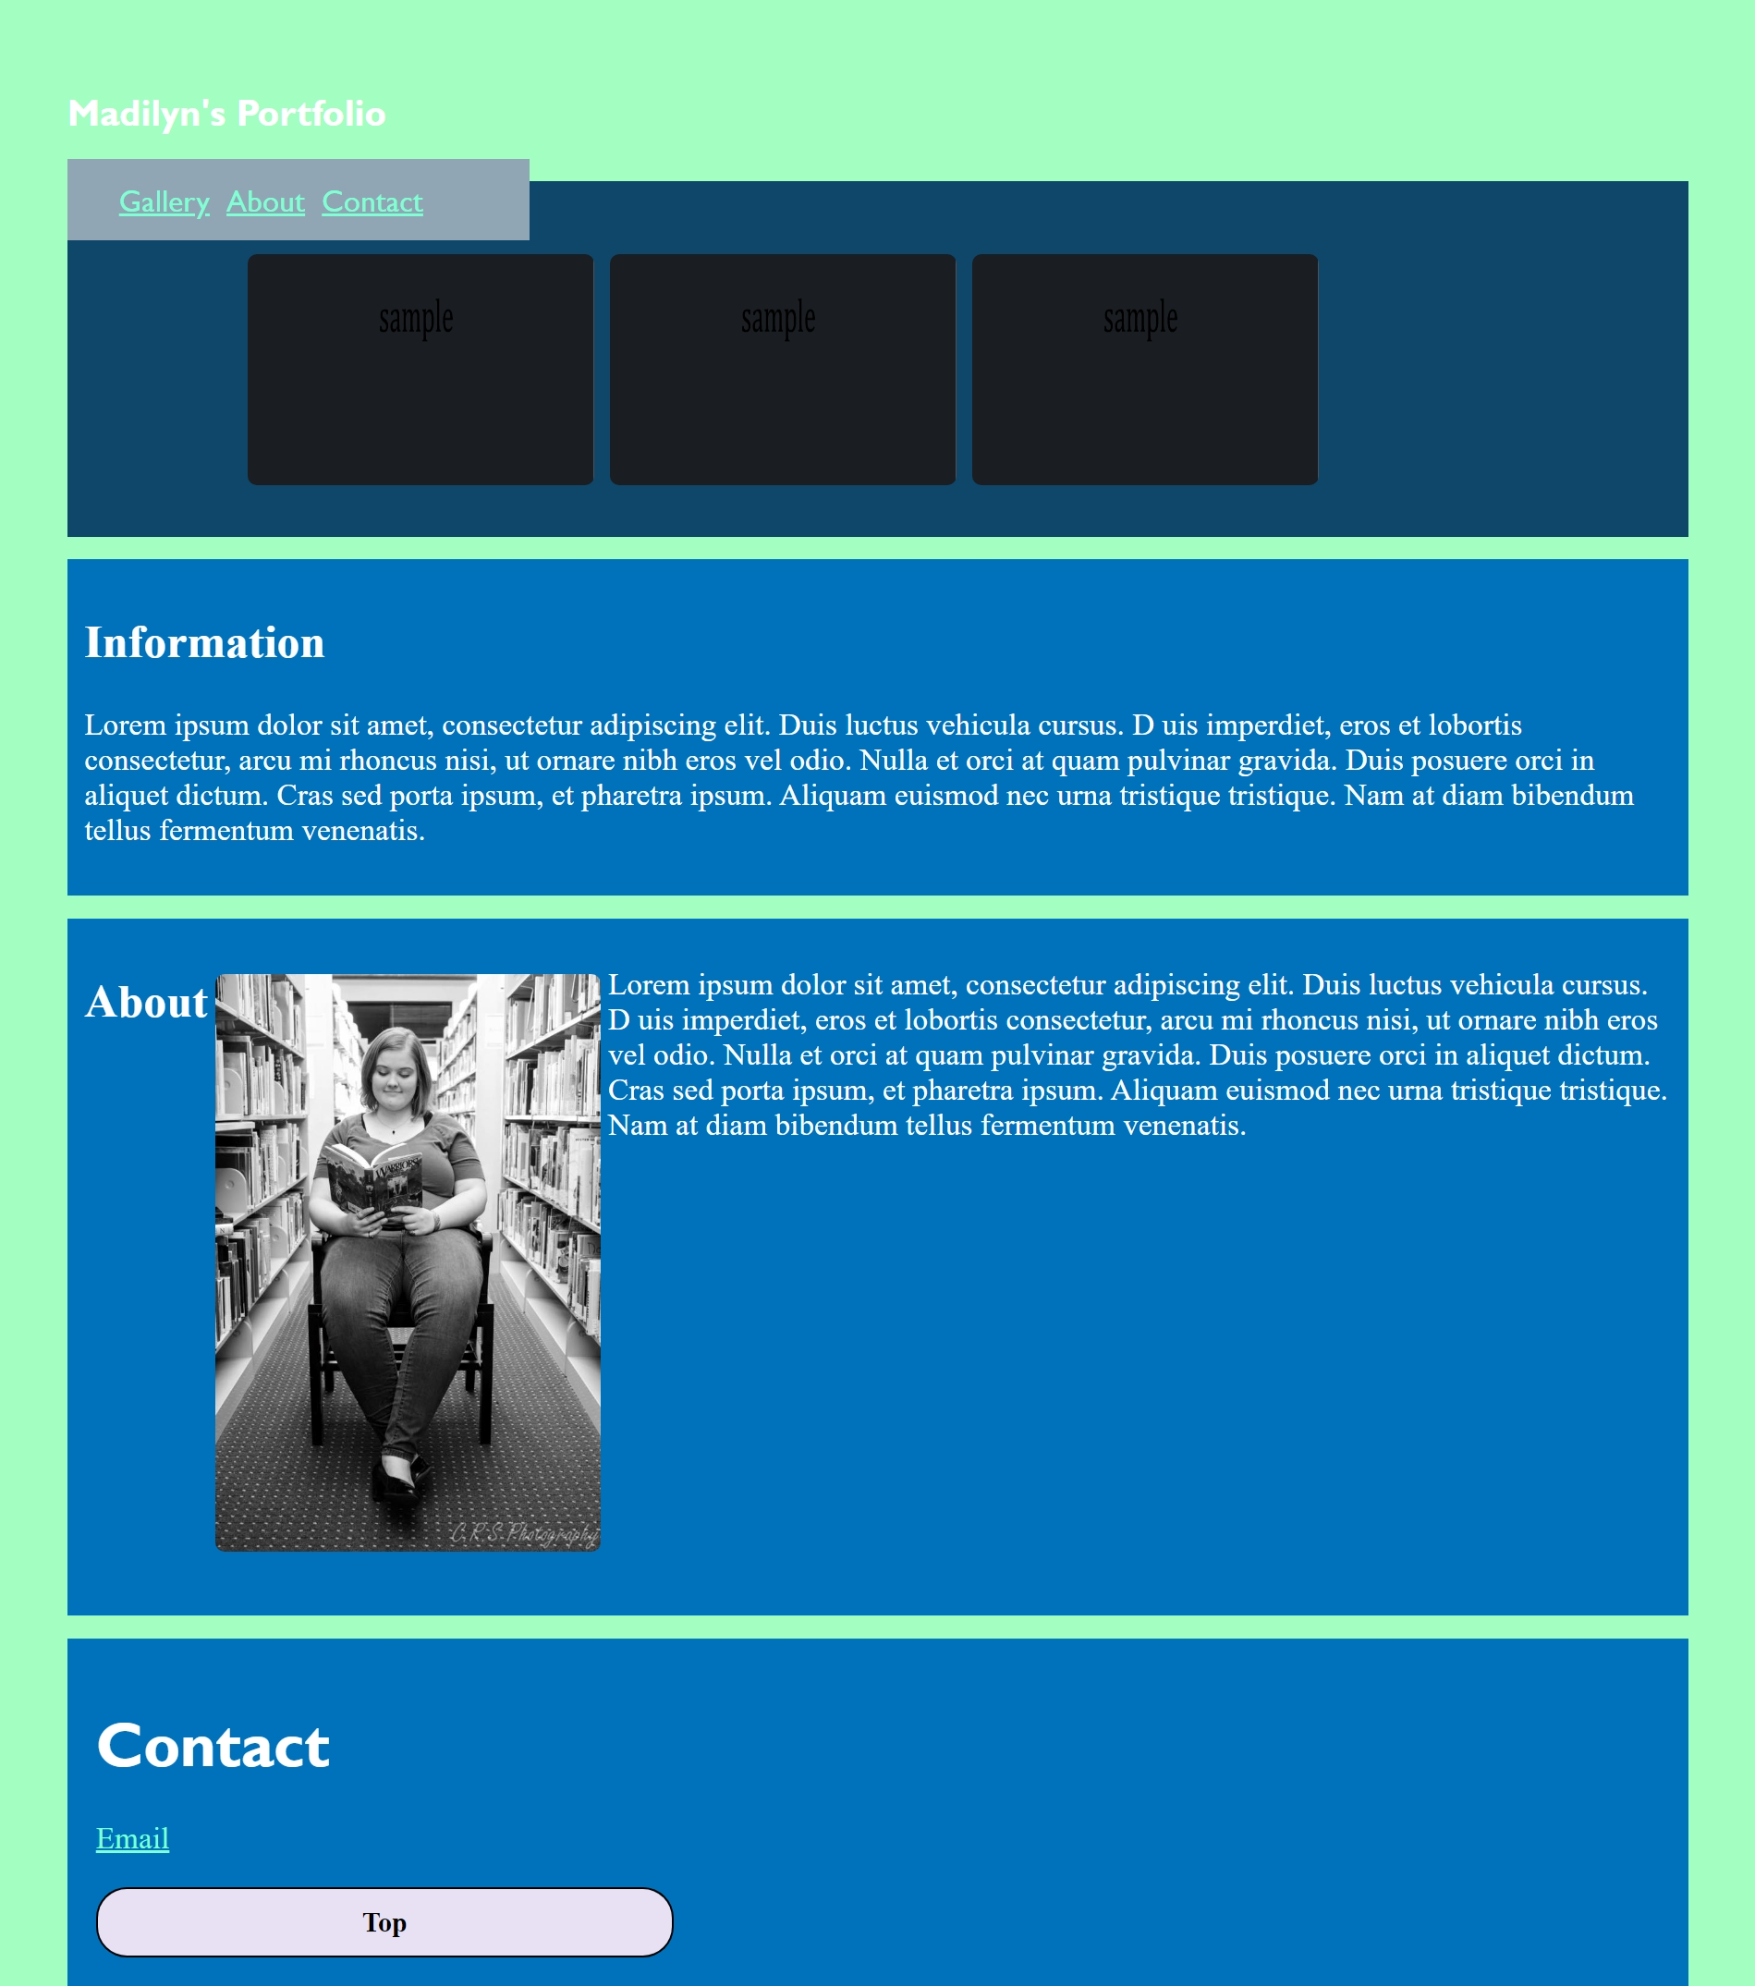 Madilyn's Portfolio
Gallery About Contact
sample sample sample
Information
Lorem ipsum dolor sit amet, consectetur adipiscing elit. Duis luctus vehicula cursus. D uis imperdiet, eros et lobortis
consectetur, arcu mi rhoncus nisi, ut ornare nibh eros vel odio. Nulla et orci at quam pulvinar gravida. Duis posuere orci in
aliquet dictum. Cras sed porta ipsum, et pharetra ipsum. Aliquam euismod nec urna tristique tristique. Nam at diam bibendum
tellus fermentum venenatis.
About
WARRIORS
C.R.S. Photography
Lorem ipsum dolor sit amet, consectetur adipiscing elit. Duis luctus vehicula cursus.
D uis imperdiet, eros et lobortis consectetur, arcu mi rhoncus nisi, ut ornare nibh eros
vel odio. Nulla et orci at quam pulvinar gravida. Duis posuere orci in aliquet dictum.
Cras sed porta ipsum, et pharetra ipsum. Aliquam euismod nec urna tristique tristique.
Nam at diam bibendum tellus fermentum venenatis.
Contact
Email
Top